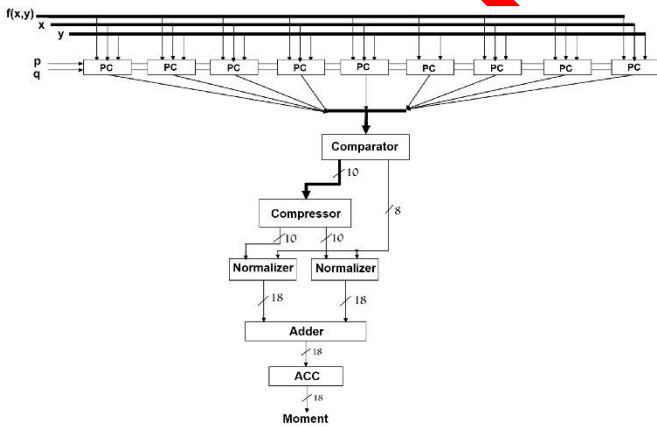 f(x,y)
x
y
p
q
PC PC PC PC PC PC PC PC PC
Comparator
10
8
Compressor
10 10
Normalizer Normalizer
18 18
Adder
18
ACC
18
Moment